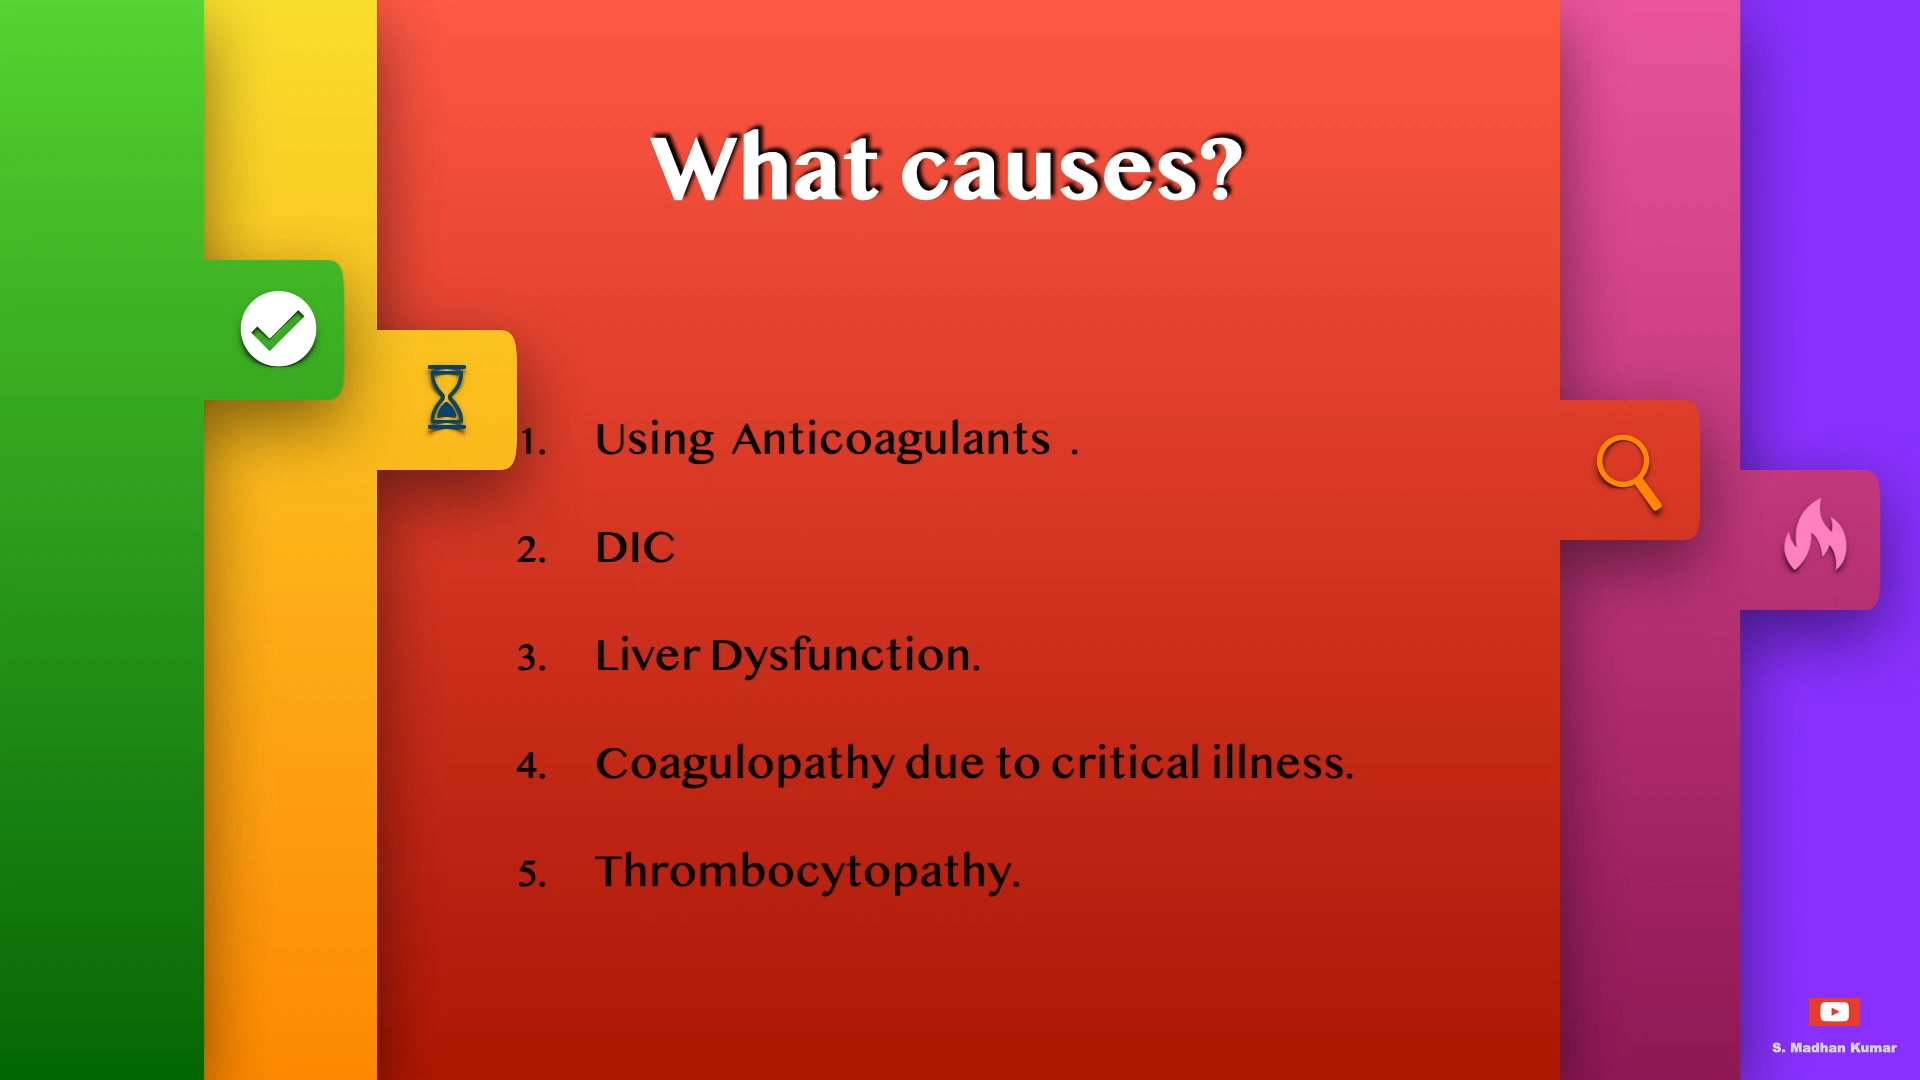 What causes?
1. Using Anticoagulants .
2. DIC
3. Liver Dysfunction.
4. Coagulopathy due to critical illness.
5. Thrombocytopathy.
S. Madhan Kumar